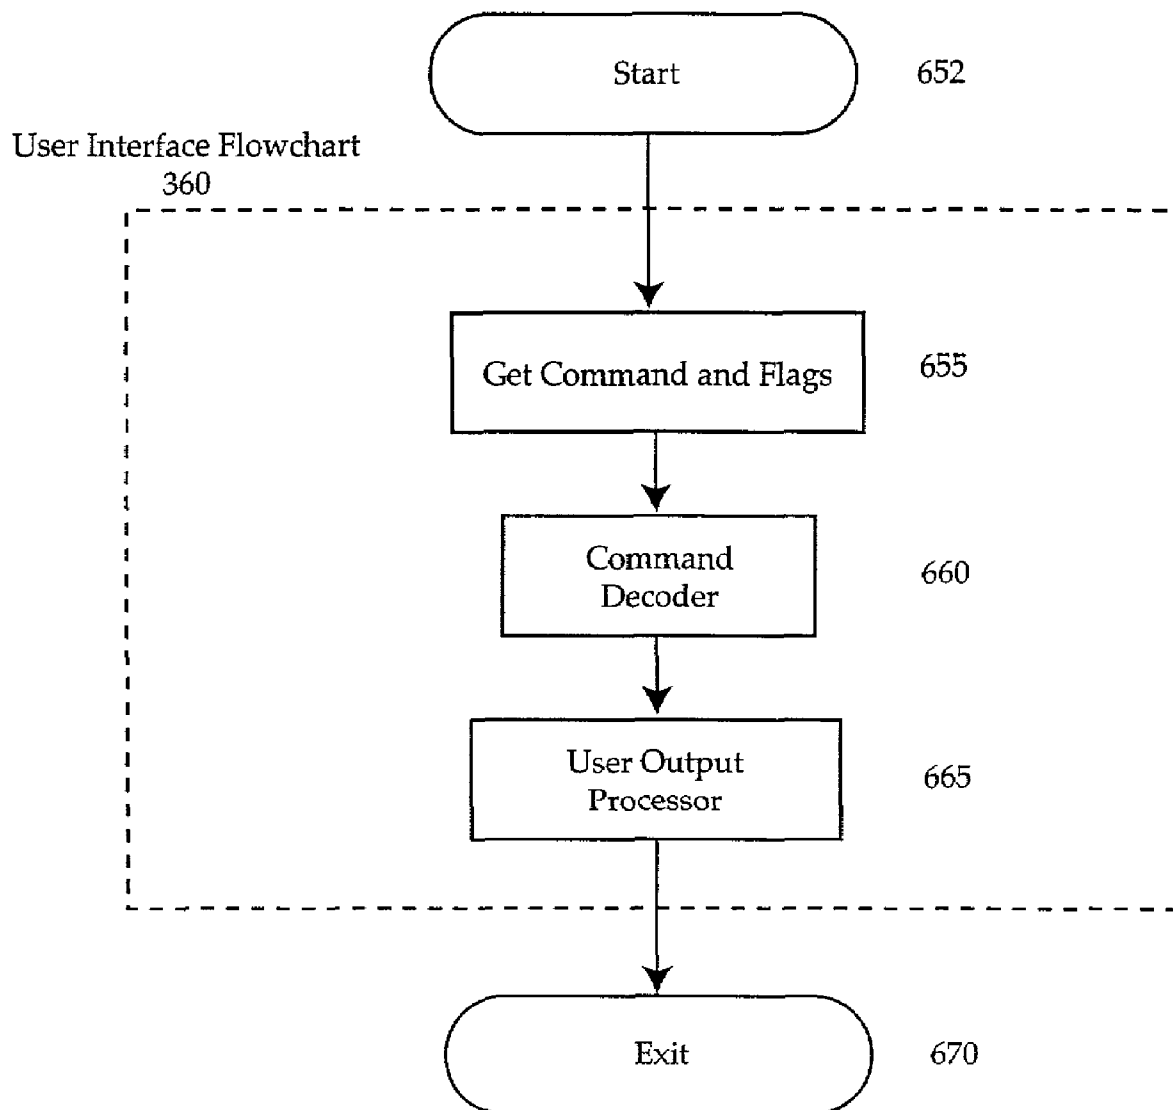 Start
652
User Interface Flowchart
360
Get Command and Flags
655
Command
Decoder
660
User Output
Processor
665
Exit
670